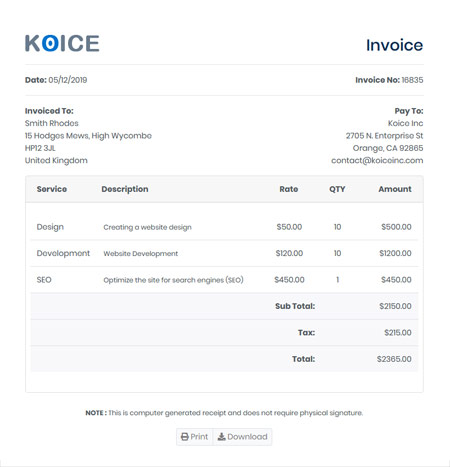 KOICE Invoice
Date: 05/12/2019 Invoice No: 16835
Invoiced To: Pay To:
Smith Rhodes Koice Inc
15 Hodges Mews, High Wycombe 2705 N. Enterprise St
HP12 3JL Orange, CA 92865
United Kingdom contact@koiceinc.com
Service Description Rate QTY Amount
Design Creating a website design $50.00 10 $500.00
Development Website Development $120.00 10 $1200.00
SEO Optimize the site for search engines (SEO) $450.00 1 $450.00
Sub Total: $2150.00
Tax: $215.00
Total: $2365.00
NOTE : This is computer generated receipt and does not require physical signature.
Print Download